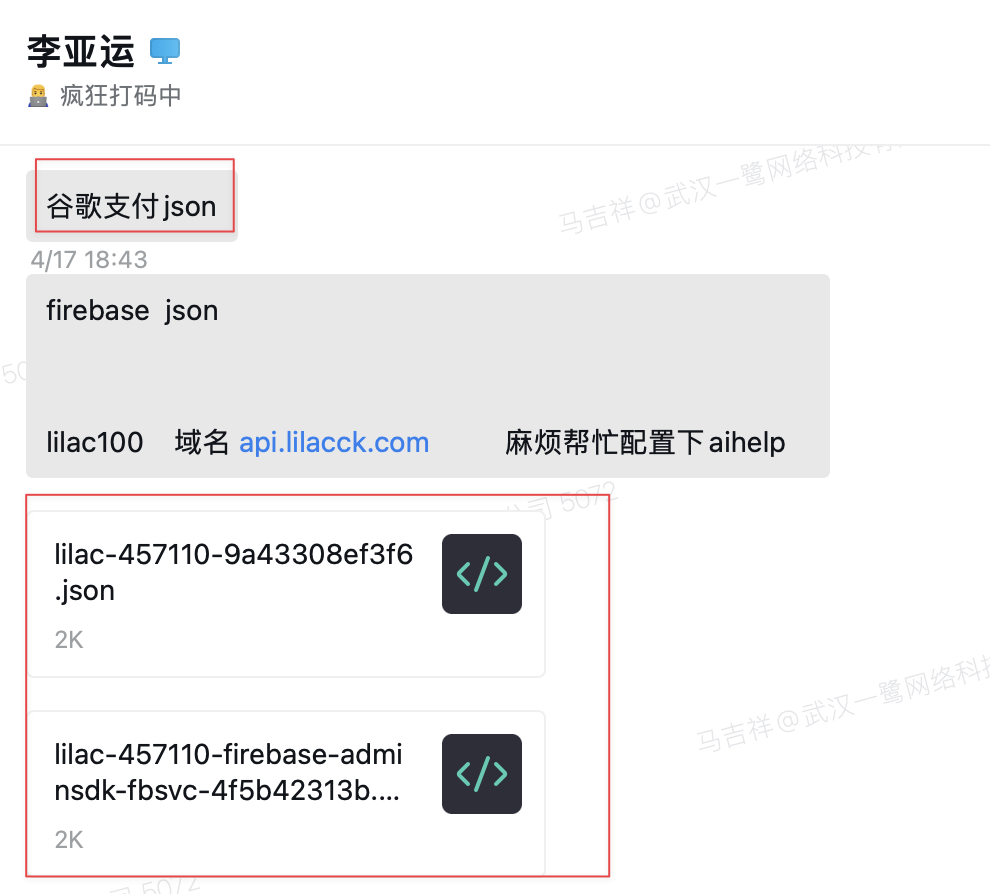 李亚运
疯狂打码中
谷歌支付json
4/17 18:43
firebase json
lilac100 域名 api.lilacck.com 麻烦帮忙配置下aihelp
lilac-457110-9a43308ef3f6
.json
2K
lilac-457110-firebase-admi
nsdk-fbsvc-4f5b42313b....
2K
马吉祥@武汉一鹭网络科技有
公司 5072
马吉祥@武汉一鹭网络科技
司 5072